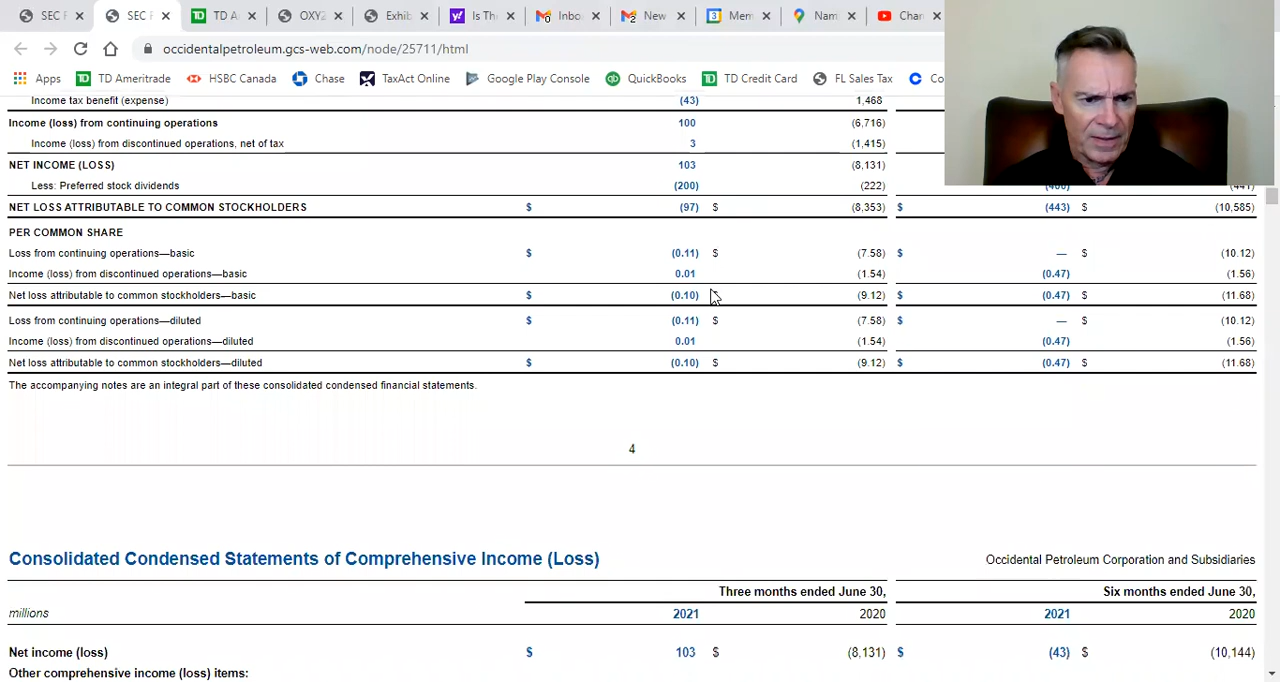 SEC F
SEC F
TD A
OXY2
Exhib
Is The
Inbo
New
Mem
Nam
Char
occidentalpetroleum.gcs-web.com/node/25711/html
Apps TD Ameritrade HSBC Canada Chase TaxAct Online Google Play Console QuickBooks TD Credit Card FL Sales Tax Co
Income tax benefit (expense) (43) 1,468
Income (loss) from continuing operations 100 (6,716)
Income (loss) from discontinued operations, net of tax 3 (1,415)
NET INCOME (LOSS) 103 (8,131)
Less: Preferred stock dividends (200) (222)
NET LOSS ATTRIBUTABLE TO COMMON STOCKHOLDERS $ (97) $ (8,353) $ (443) $ (10,585)
PER COMMON SHARE
Loss from continuing operations—basic $ (0.11) $ (7.58) $ — $ (10.12)
Income (loss) from discontinued operations—basic 0.01 (1.54) (0.47) (1.56)
Net loss attributable to common stockholders—basic $ (0.10) (9.12) $ (0.47) $ (11.68)
Loss from continuing operations—diluted $ (0.11) $ (7.58) $ — $ (10.12)
Income (loss) from discontinued operations—diluted 0.01 (1.54) (0.47) (1.56)
Net loss attributable to common stockholders—diluted $ (0.10) $ (9.12) $ (0.47) $ (11.68)
The accompanying notes are an integral part of these consolidated condensed financial statements.
4
Consolidated Condensed Statements of Comprehensive Income (Loss) Occidental Petroleum Corporation and Subsidiaries
Three months ended June 30, Six months ended June 30,
millions 2021 2020 2021 2020
Net income (loss) $ 103 $ (8,131) $ (43) $ (10,144)
Other comprehensive income (loss) items: